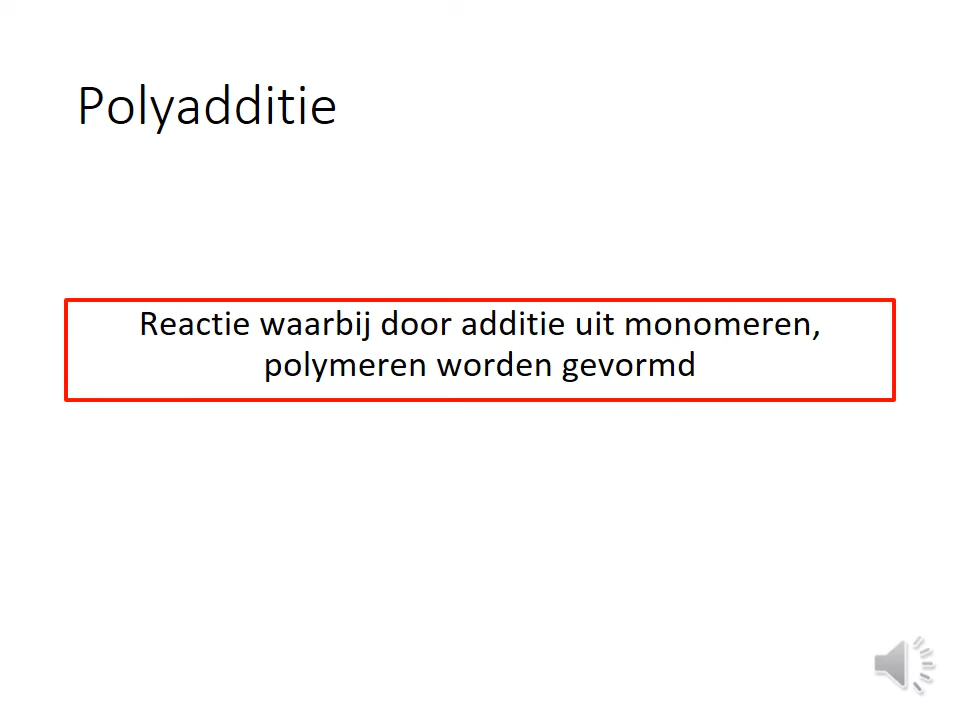 Polyadditie
Reactie waarbij door additie uit monomeren,
polymeren worden gevormd